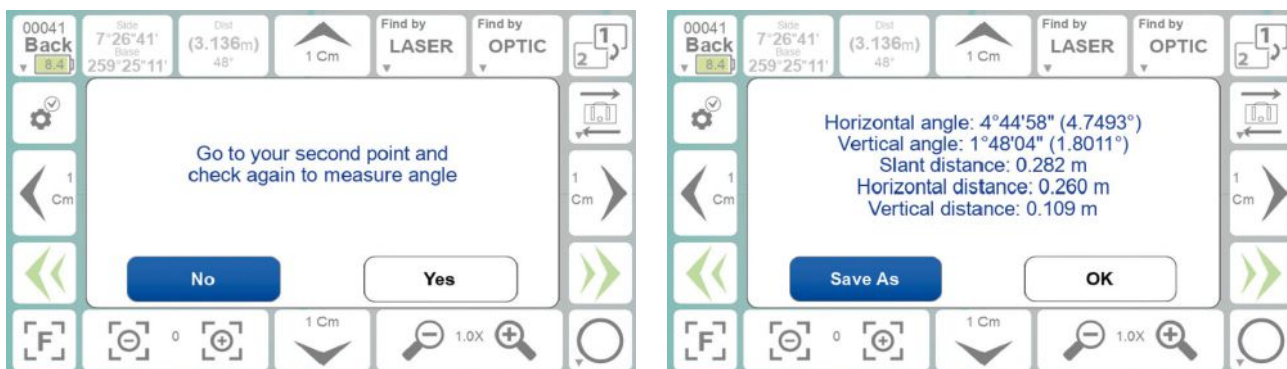 00041
Back
8.4
Side
7°26'41'
Base
259°25'11'
Dist
(3.136m)
48°
1 Cm
Find by
LASER
Find by
OPTIC
1
2
1
Cm
Go to your second point and
check again to measure angle
No
Yes
1
Cm
F
0
1 Cm
1.0X
00041
Back
8.4
Side
7°26'41'
Base
259°25'11'
Dist
(3.136m)
48°
1 Cm
Find by
LASER
Find by
OPTIC
1
2
1
Cm
Horizontal angle: 4°44'58" (4.7493°)
Vertical angle: 1°48'04" (1.8011°)
Slant distance: 0.282 m
Horizontal distance: 0.260 m
Vertical distance: 0.109 m
Save As
OK
1
Cm
F
0
1 Cm
1.0X